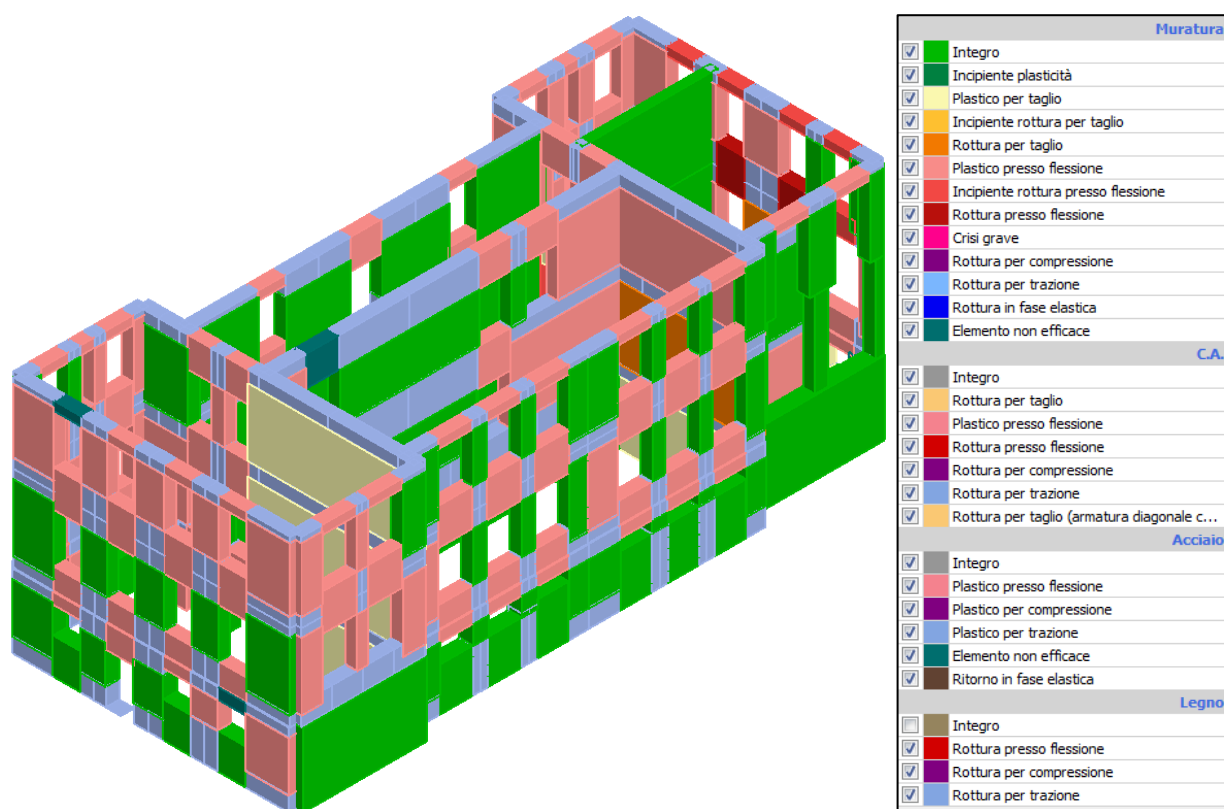 Muratura
Integro
Incipiente plasticità
Plastico per taglio
Incipiente rottura per taglio
Rottura per taglio
Plastico presso flessione
Incipiente rottura presso flessione
Rottura presso flessione
Crisi grave
Rottura per compressione
Rottura per trazione
Rottura in fase elastica
Elemento non efficace
C.A.
Integro
Rottura per taglio
Plastico presso flessione
Rottura presso flessione
Rottura per compressione
Rottura per trazione
Rottura per taglio (armatura diagonale c...
Acciaio
Integro
Plastico presso flessione
Plastico per compressione
Plastico per trazione
Elemento non efficace
Ritorno in fase elastica
Legno
Integro
Rottura presso flessione
Rottura per compressione
Rottura per trazione